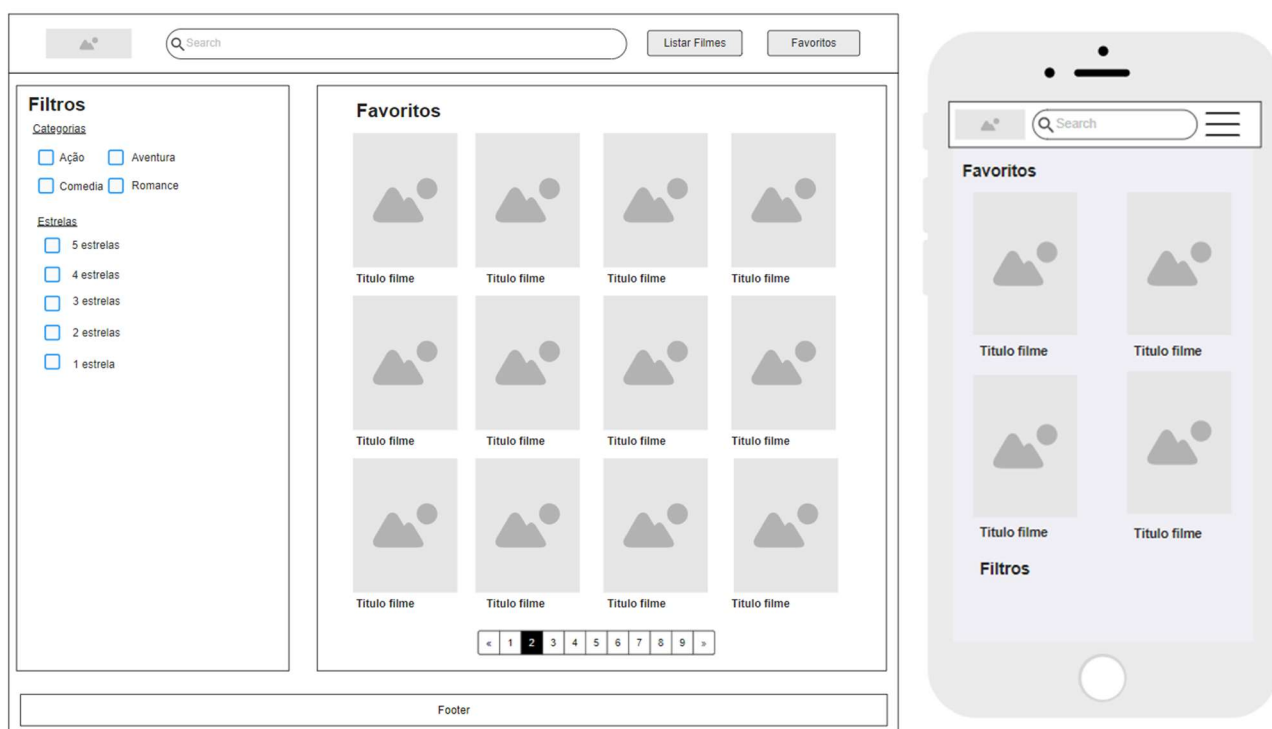 Search
Listar Filmes
Favoritos
Filtros
Categorias
Ação Aventura
Comedia Romance
Estrelas
5 estrelas
4 estrelas
3 estrelas
2 estrelas
1 estrela
Favoritos
Titulo filme Titulo filme Titulo filme Titulo filme
Titulo filme Titulo filme Titulo filme Titulo filme
Titulo filme Titulo filme Titulo filme Titulo filme
« 1 2 3 4 5 6 7 8 9 »
Footer
Search
Favoritos
Titulo filme Titulo filme
Titulo filme Titulo filme
Filtros